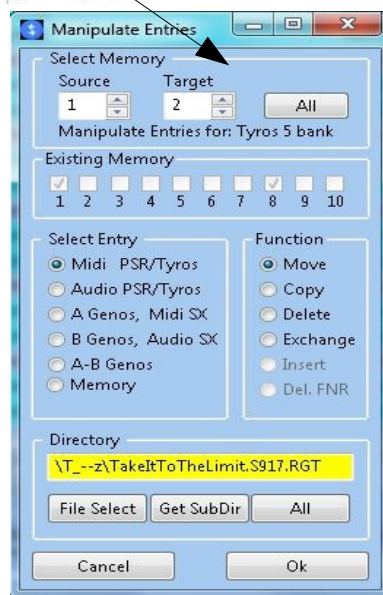 Manipulate Entries
Select Memory
Source Target
1 2 All
Manipulate Entries for: Tyros 5 bank
Existing Memory
1 2 3 4 5 6 7 8 9 10
Select Entry Function
Midi PSR/Tyros Move
Audio PSR/Tyros Copy
A Genos, Midi SX Delete
B Genos, Audio SX Exchange
A-B Genos Insert
Memory Del. FNR
Directory
\T_--z\TakeItToTheLimit.S917.RGT
File Select Get SubDir All
Cancel Ok